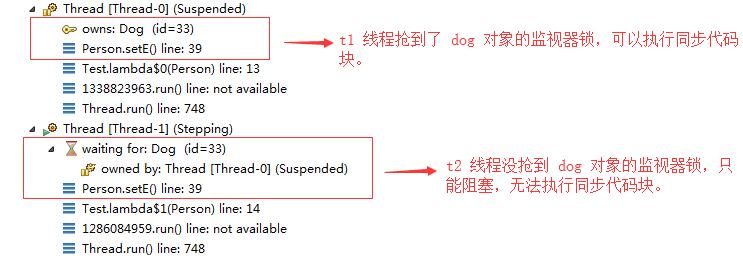 Thread [Thread-0] (Suspended)
owns: Dog  (id=33)
Person.setE() line: 39
Test.lambda$0(Person) line: 13
1338823963.run() line: not available
Thread.run() line: 748
t1 线程抢到了 dog 对象的监视器锁，可以执行同步代码
块。
Thread [Thread-1] (Stepping)
waiting for: Dog  (id=33)
owned by: Thread [Thread-0] (Suspended)
Person.setE() line: 39
Test.lambda$1(Person) line: 14
1286084959.run() line: not available
Thread.run() line: 748
t2 线程没抢到 dog 对象的监视器锁，只
能阻塞，无法执行同步代码块。